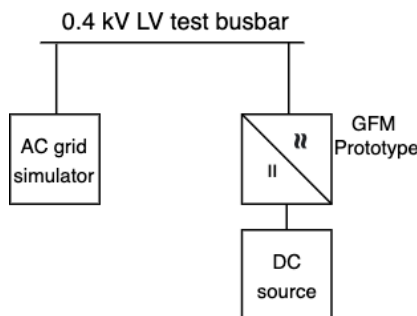 0.4 kV LV test busbar
AC grid
simulator
GFM
Prototype
DC
source